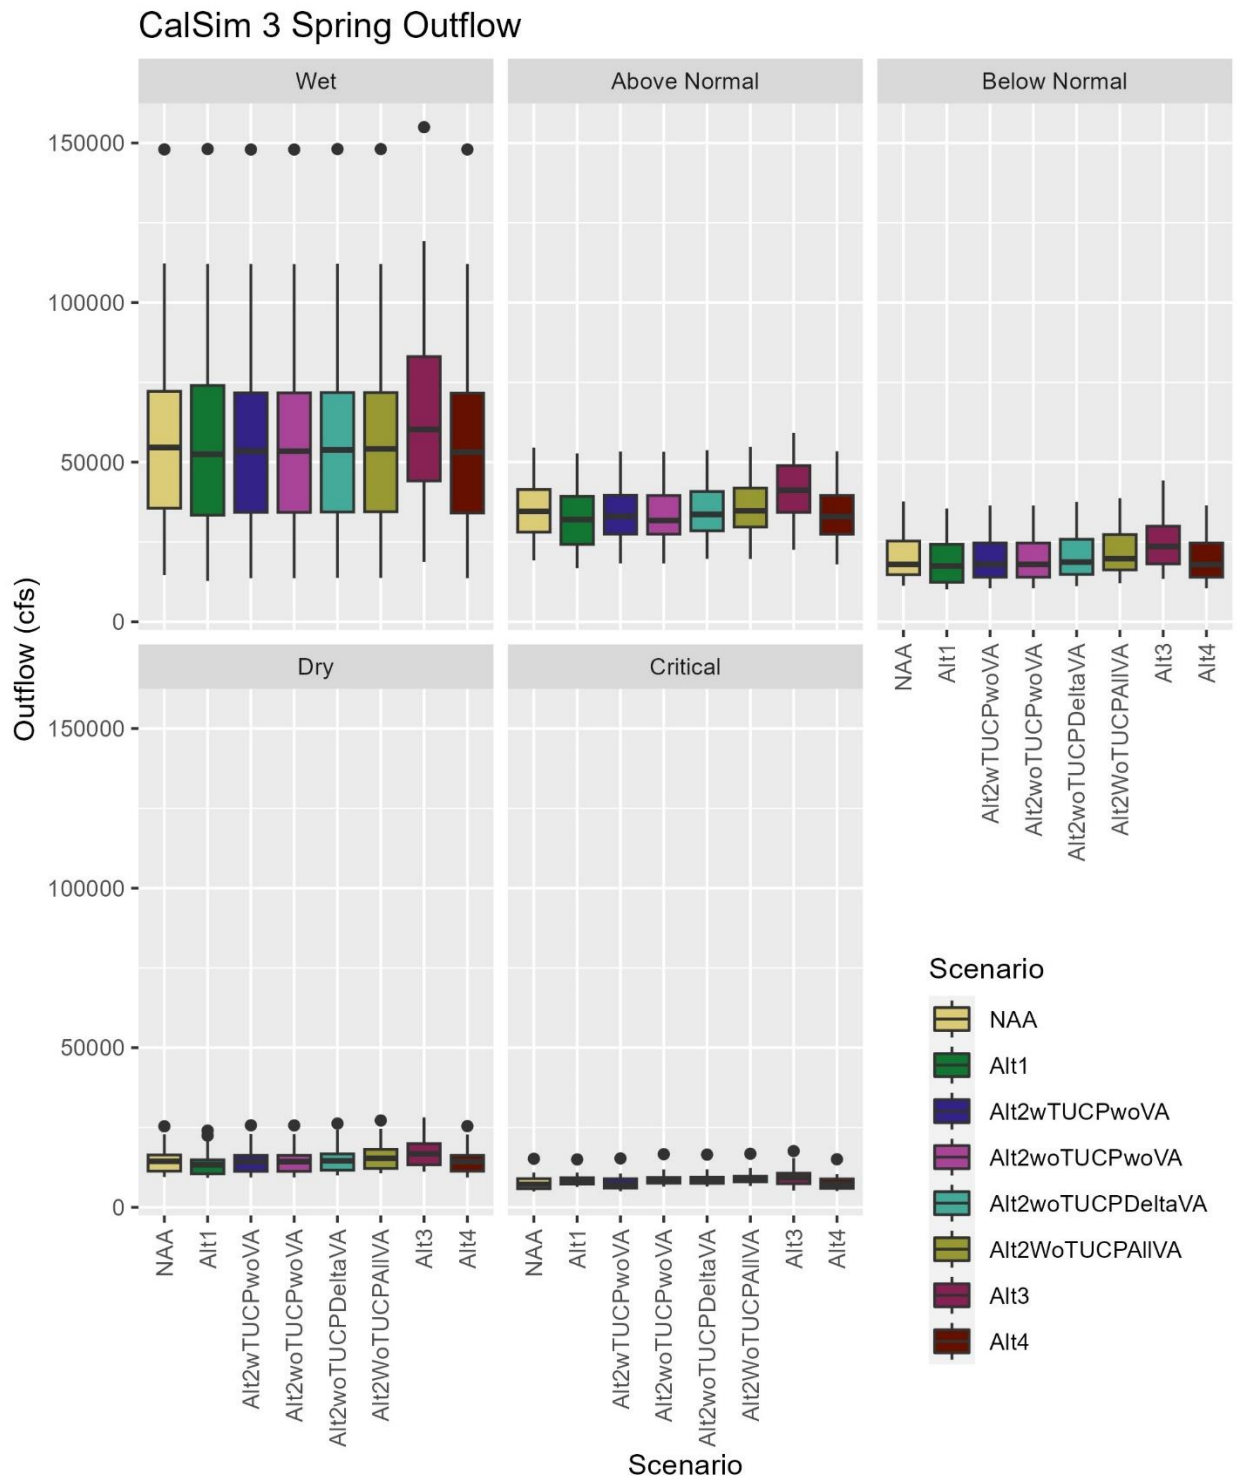 CalSim 3 Spring Outflow
Wet
Above Normal
Below Normal
150000
100000
50000
0
NAA
Alt1
Alt2wTUCPwoVA
Alt2woTUCPwoVA
Alt2woTUCPDeltaVA
Alt2WoTUCPAllVA
Alt3
Alt4
Outflow (cfs)
Dry
Critical
150000
100000
50000
0
NAA
Alt1
Alt2wTUCPwoVA
Alt2woTUCPwoVA
Alt2woTUCPDeltaVA
Alt2WoTUCPAllVA
Alt3
Alt4
NAA
Alt1
Alt2wTUCPwoVA
Alt2woTUCPwoVA
Alt2woTUCPDeltaVA
Alt2WoTUCPAllVA
Alt3
Alt4
Scenario
Scenario
NAA
Alt1
Alt2wTUCPwoVA
Alt2woTUCPwoVA
Alt2woTUCPDeltaVA
Alt2WoTUCPAllVA
Alt3
Alt4